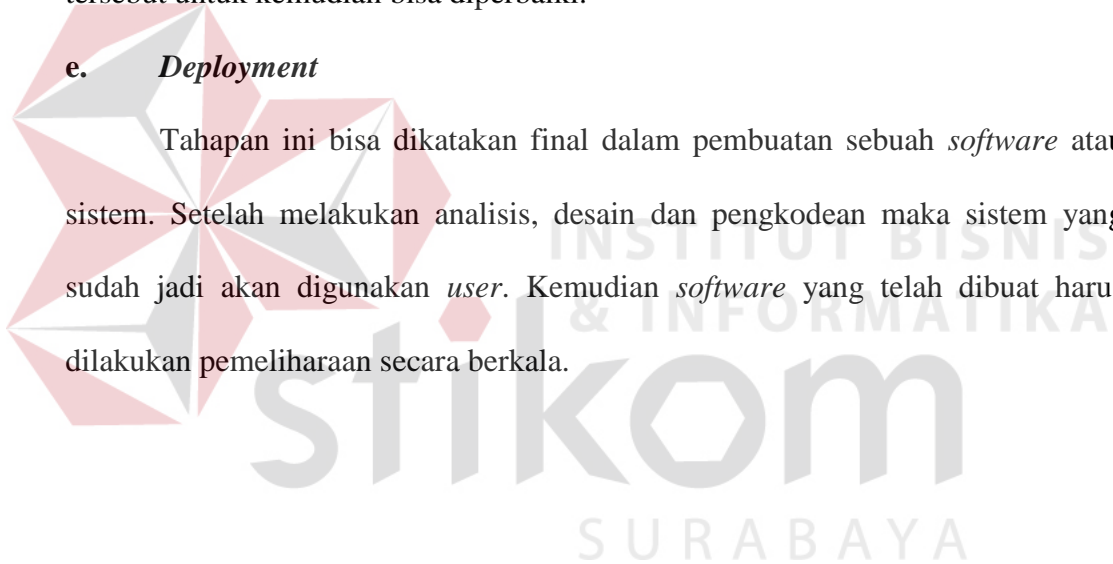 tersebut untuk kemudian bisa diperbaiki.
e. Deployment
Tahapan ini bisa dikatakan final dalam pembuatan sebuah software atau
sistem. Setelah melakukan analisis, desain dan pengkodean maka sistem yang
sudah jadi akan digunakan user. Kemudian software yang telah dibuat haru
dilakukan pemeliharaan secara berkala.
INSTITUT BISNIS
& INFORMATIKA
stikom
SURABAYA